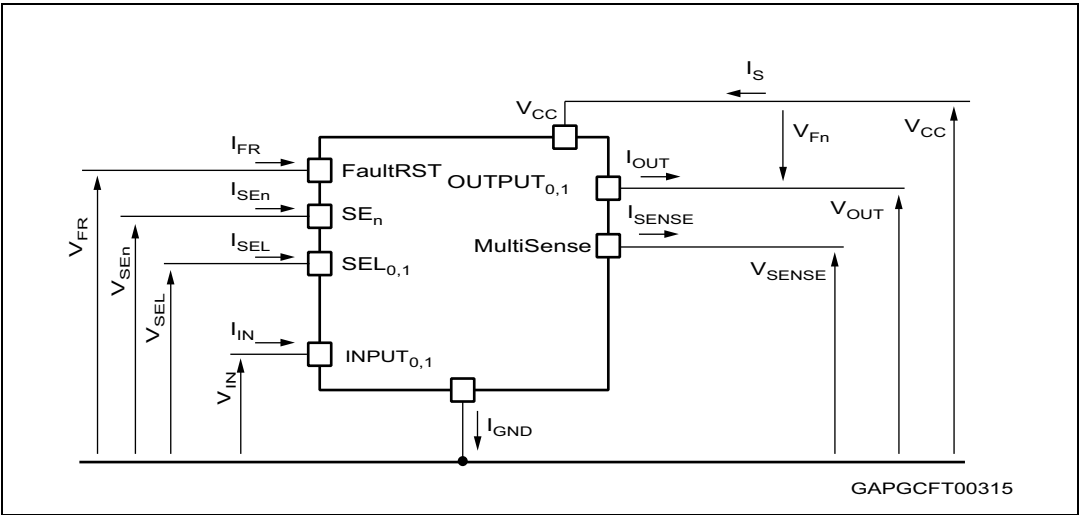 I_S
V_CC
V_Fn
V_CC
I_FR
FaultRST
I_OUT
OUTPUT_0,1
I_SEn
SE_n
V_OUT
I_SENSE
MultiSense
V_FR
V_SEn
I_SEL
SEL_0,1
V_SENSE
V_SEL
I_IN
INPUT_0,1
V_IN
I_GND
GAPGCFT00315